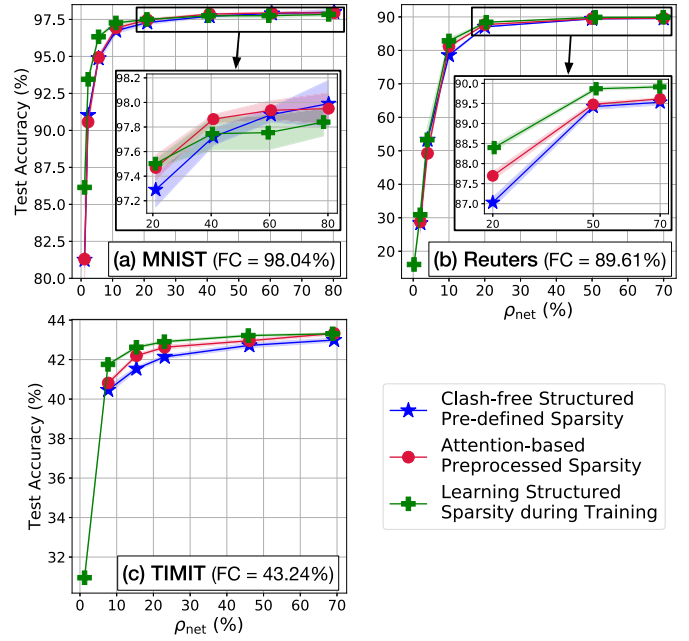 97.5
95.0
92.5
90.0
87.5
85.0
82.5
80.0
Test Accuracy (%)
98.0
97.8
97.6
97.4
97.2
20 40 60 80
(a) MNIST (FC = 98.04%)
0 10 20 30 40 50 60 70 80
ρnet (%)
90
80
70
60
50
40
30
20
90.0
89.5
89.0
88.5
88.0
87.5
87.0
20 50 70
(b) Reuters (FC = 89.61%)
0 10 20 30 40 50 60 70
ρnet (%)
44
42
40
38
36
34
32
Test Accuracy (%)
(c) TIMIT (FC = 43.24%)
0 10 20 30 40 50 60 70
ρnet (%)
Clash-free Structured
Pre-defined Sparsity
Attention-based
Preprocessed Sparsity
Learning Structured
Sparsity during Training